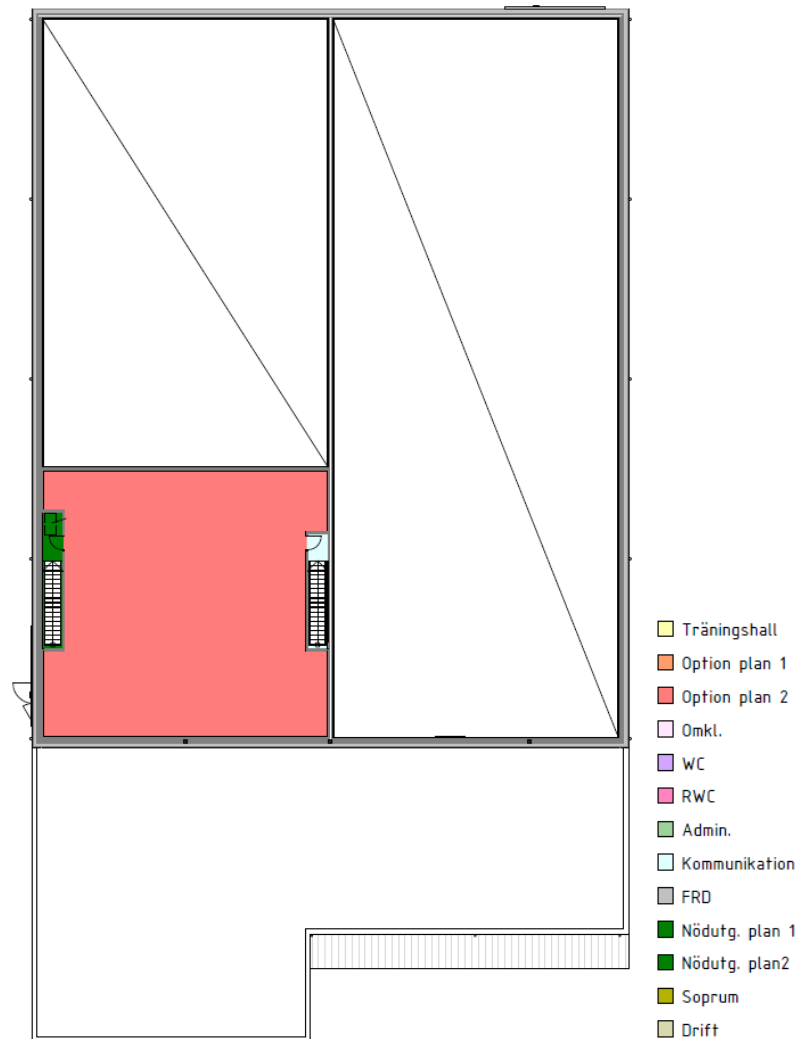 Träningshall
Option plan 1
Option plan 2
Omkl.
WC
RWC
Admin.
Kommunikation
FRD
Nödutg. plan 1
Nödutg. plan2
Soprum
Drift